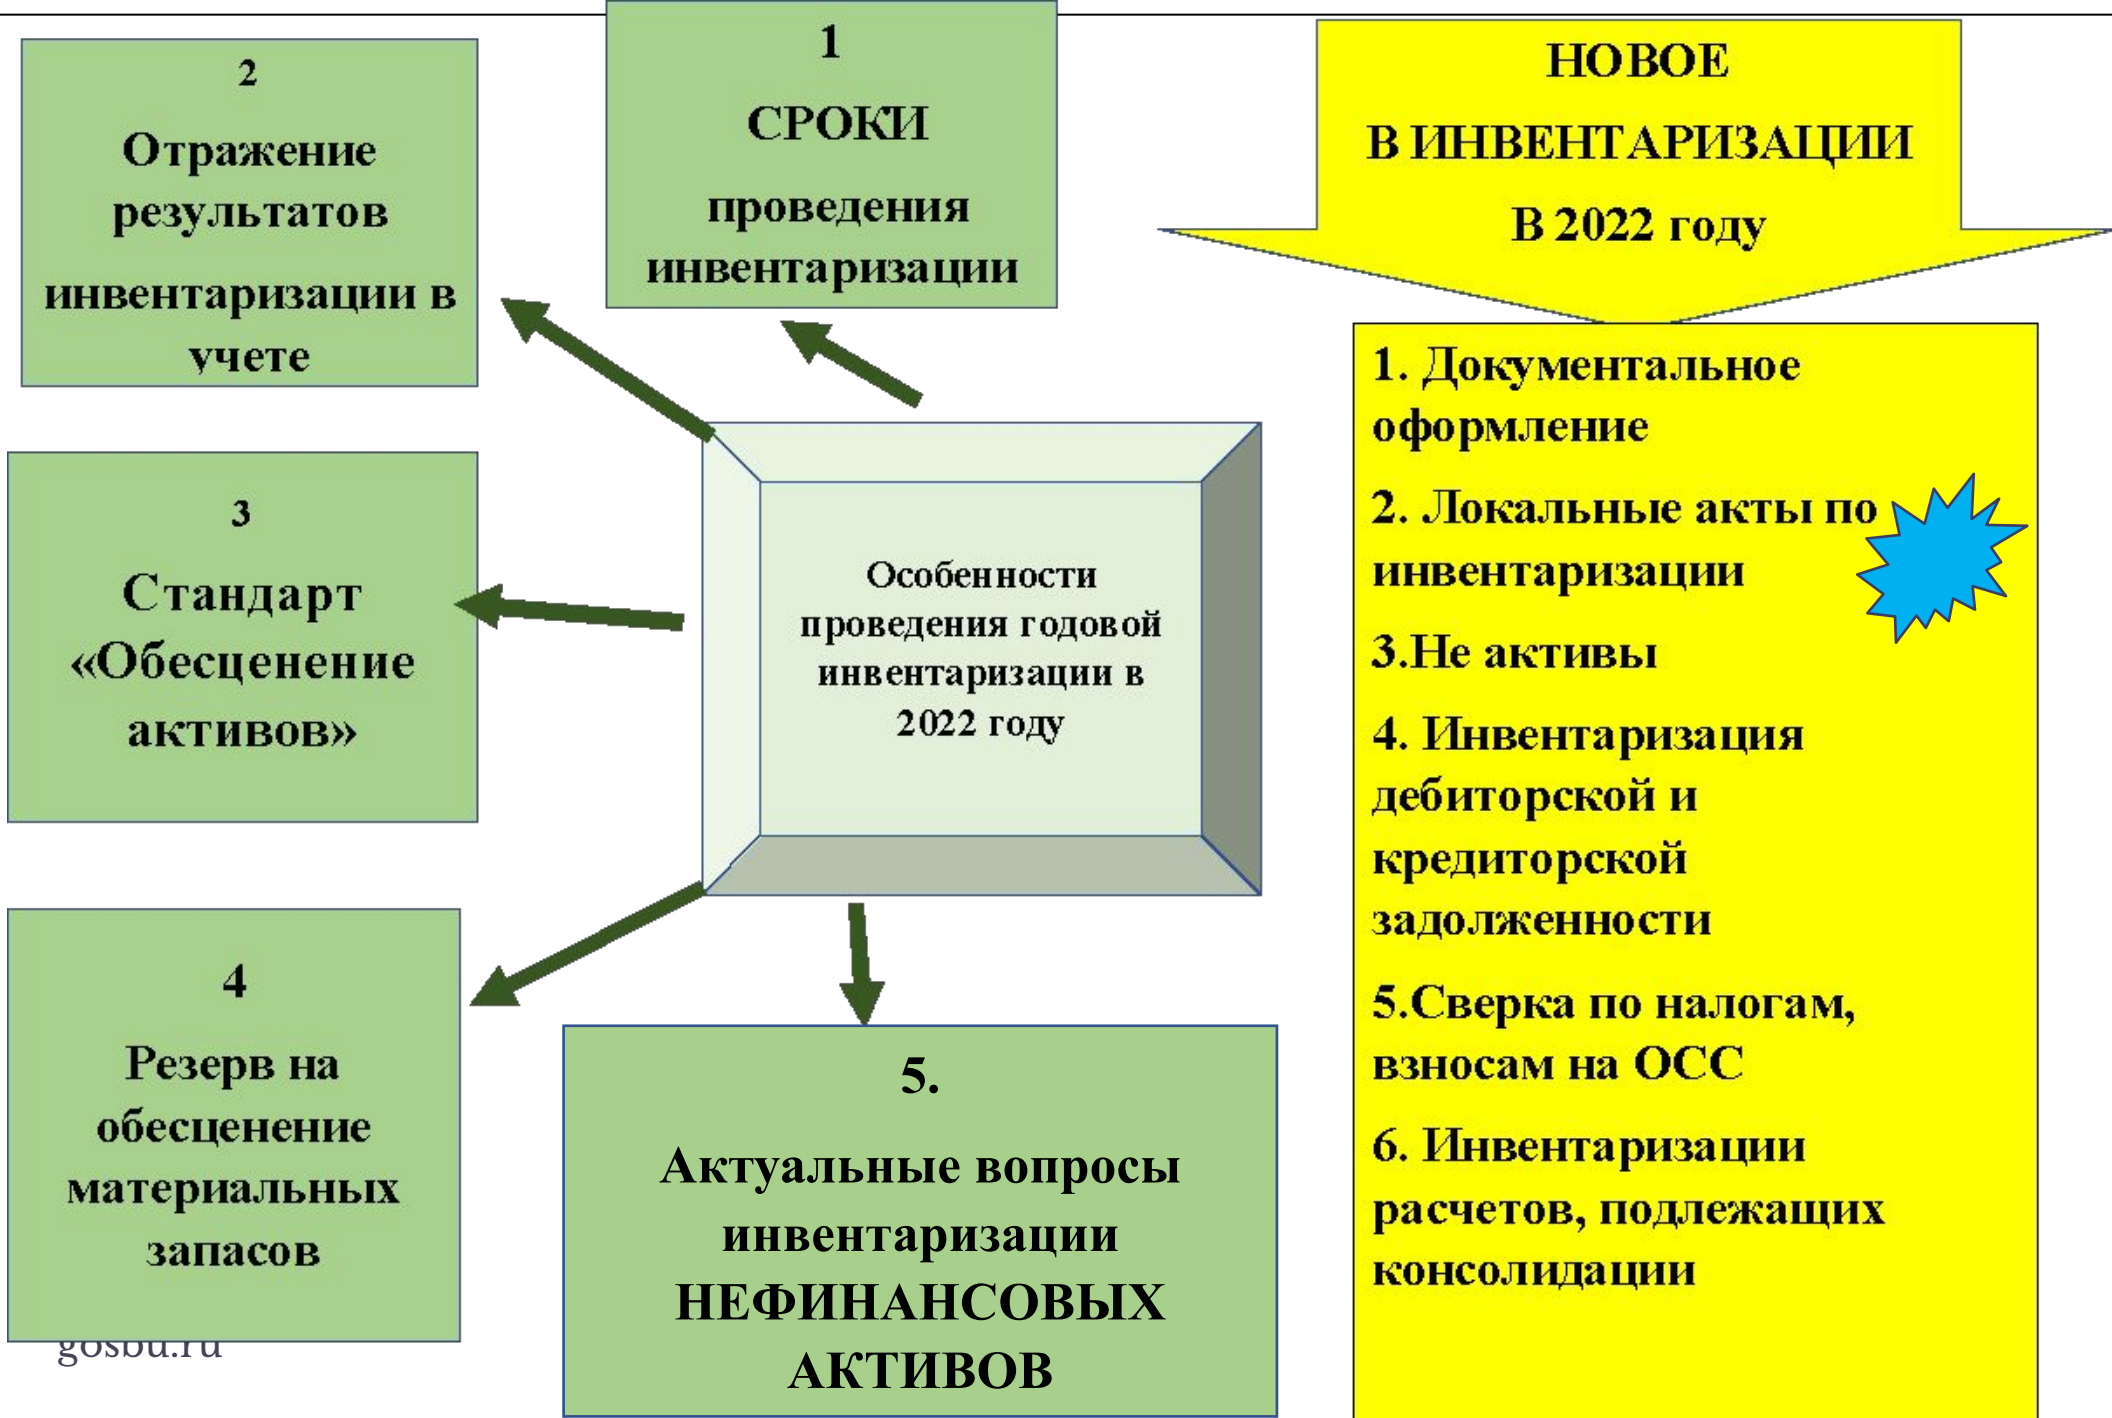 1
СРОКИ
проведения
инвентаризации
2
Отражение
результатов
инвентаризации в
учете
3
Стандарт
«Обесценение
активов»
4
Резерв на
обесценение
материальных
запасов
5.
Актуальные вопросы
инвентаризации
НЕФИНАНСОВЫХ
АКТИВОВ
Особенности
проведения годовой
инвентаризации в
2022 году
НОВОЕ
В ИНВЕНТАРИЗАЦИИ
В 2022 году
1. Документальное
оформление
2. Локальные акты по
инвентаризации
3.Не активы
4. Инвентаризация
дебиторской и
кредиторской
задолженности
5.Сверка по налогам,
взносам на ОСС
6. Инвентаризации
расчетов, подлежащих
консолидации
gosbu.ru